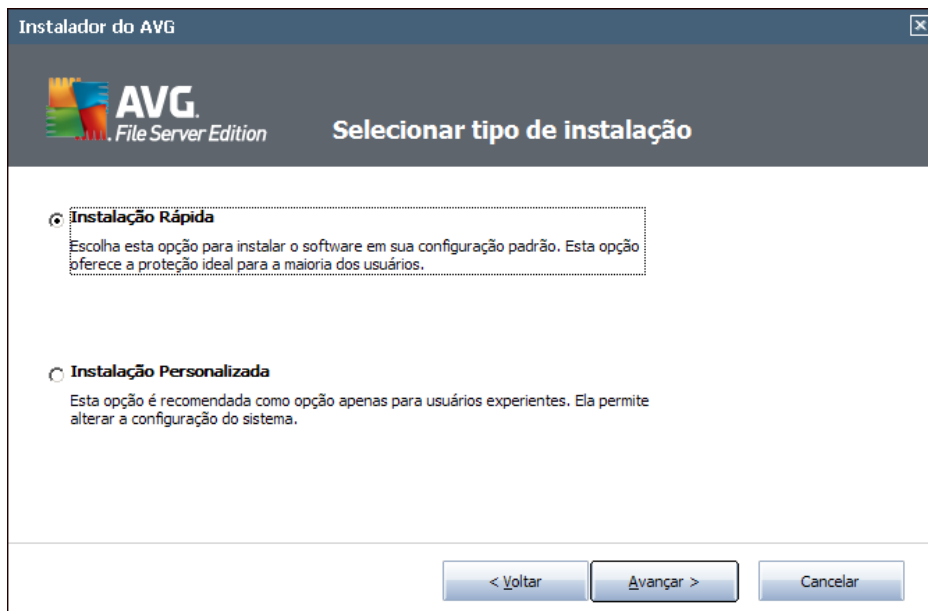 Instalador do AVG
AVG.
File Server Edition
Selecionar tipo de instalação
Instalação Rápida
Escolha esta opção para instalar o software em sua configuração padrão. Esta opção
oferece a proteção ideal para a maioria dos usuários.
Instalação Personalizada
Esta opção é recomendada como opção apenas para usuários experientes. Ela permite
alterar a configuração do sistema.
< Voltar
Avançar >
Cancelar